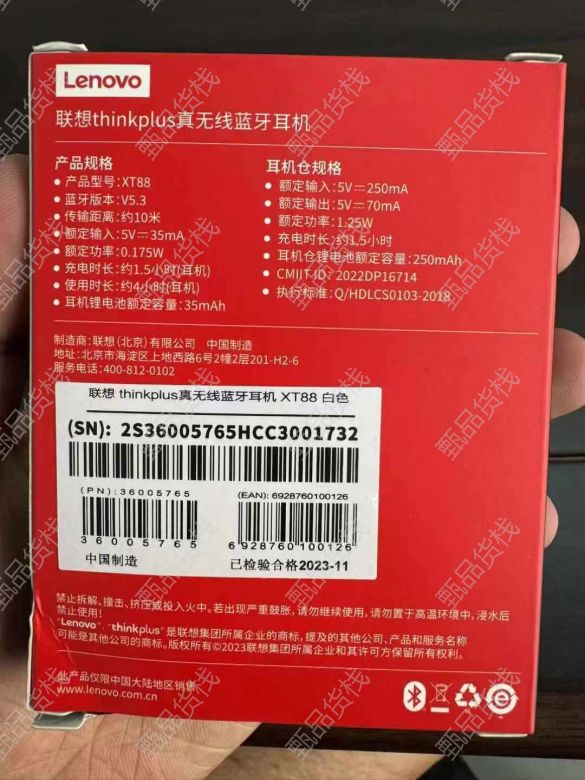 Lenovo
联想thinkplus真无线蓝牙耳机
产品规格
• 产品型号:XT88
• 蓝牙版本:V5.3
• 传输距离:约10米
• 额定输入:5V⎓35mA
• 额定功率:0.175W
• 充电时长:约1.5小时(耳机)
• 使用时长:约4小时(耳机)
• 耳机锂电池额定容量:35mAh
耳机仓规格
• 额定输入:5V⎓250mA
• 额定输出:5V⎓70mA
• 额定功率:1.25W
• 充电时长:约1.5小时
• 耳机仓锂电池额定容量:250mAh
• CMIIT ID: 2022DP16714
• 执行标准:Q/HDLCS0103-2018
制造商:联想(北京)有限公司 中国制造
地址:北京市海淀区上地西路6号2幢2层201-H2-6
服务电话:400-812-0102
联想 thinkplus真无线蓝牙耳机 XT88 白色
(SN): 2S36005765HCC3001732
(PN):36005765
36005765
(EAN): 6928760100126
6 928760 100126
中国制造
已检验合格2023-11
禁止拆解、撞击、挤压或投入火中。若出现严重鼓胀，请勿继续使用，请勿置于高温环境中，浸水后
禁止使用！
"Lenovo"、"thinkplus"是联想集团所属企业的商标，提及的其他公司、产品和服务名称
可能是其他公司的商标。版权所有©2023联想集团所属企业和其许可方保留所有权利。
此产品仅限中国大陆地区销售
www.lenovo.com.cn
甄品货栈